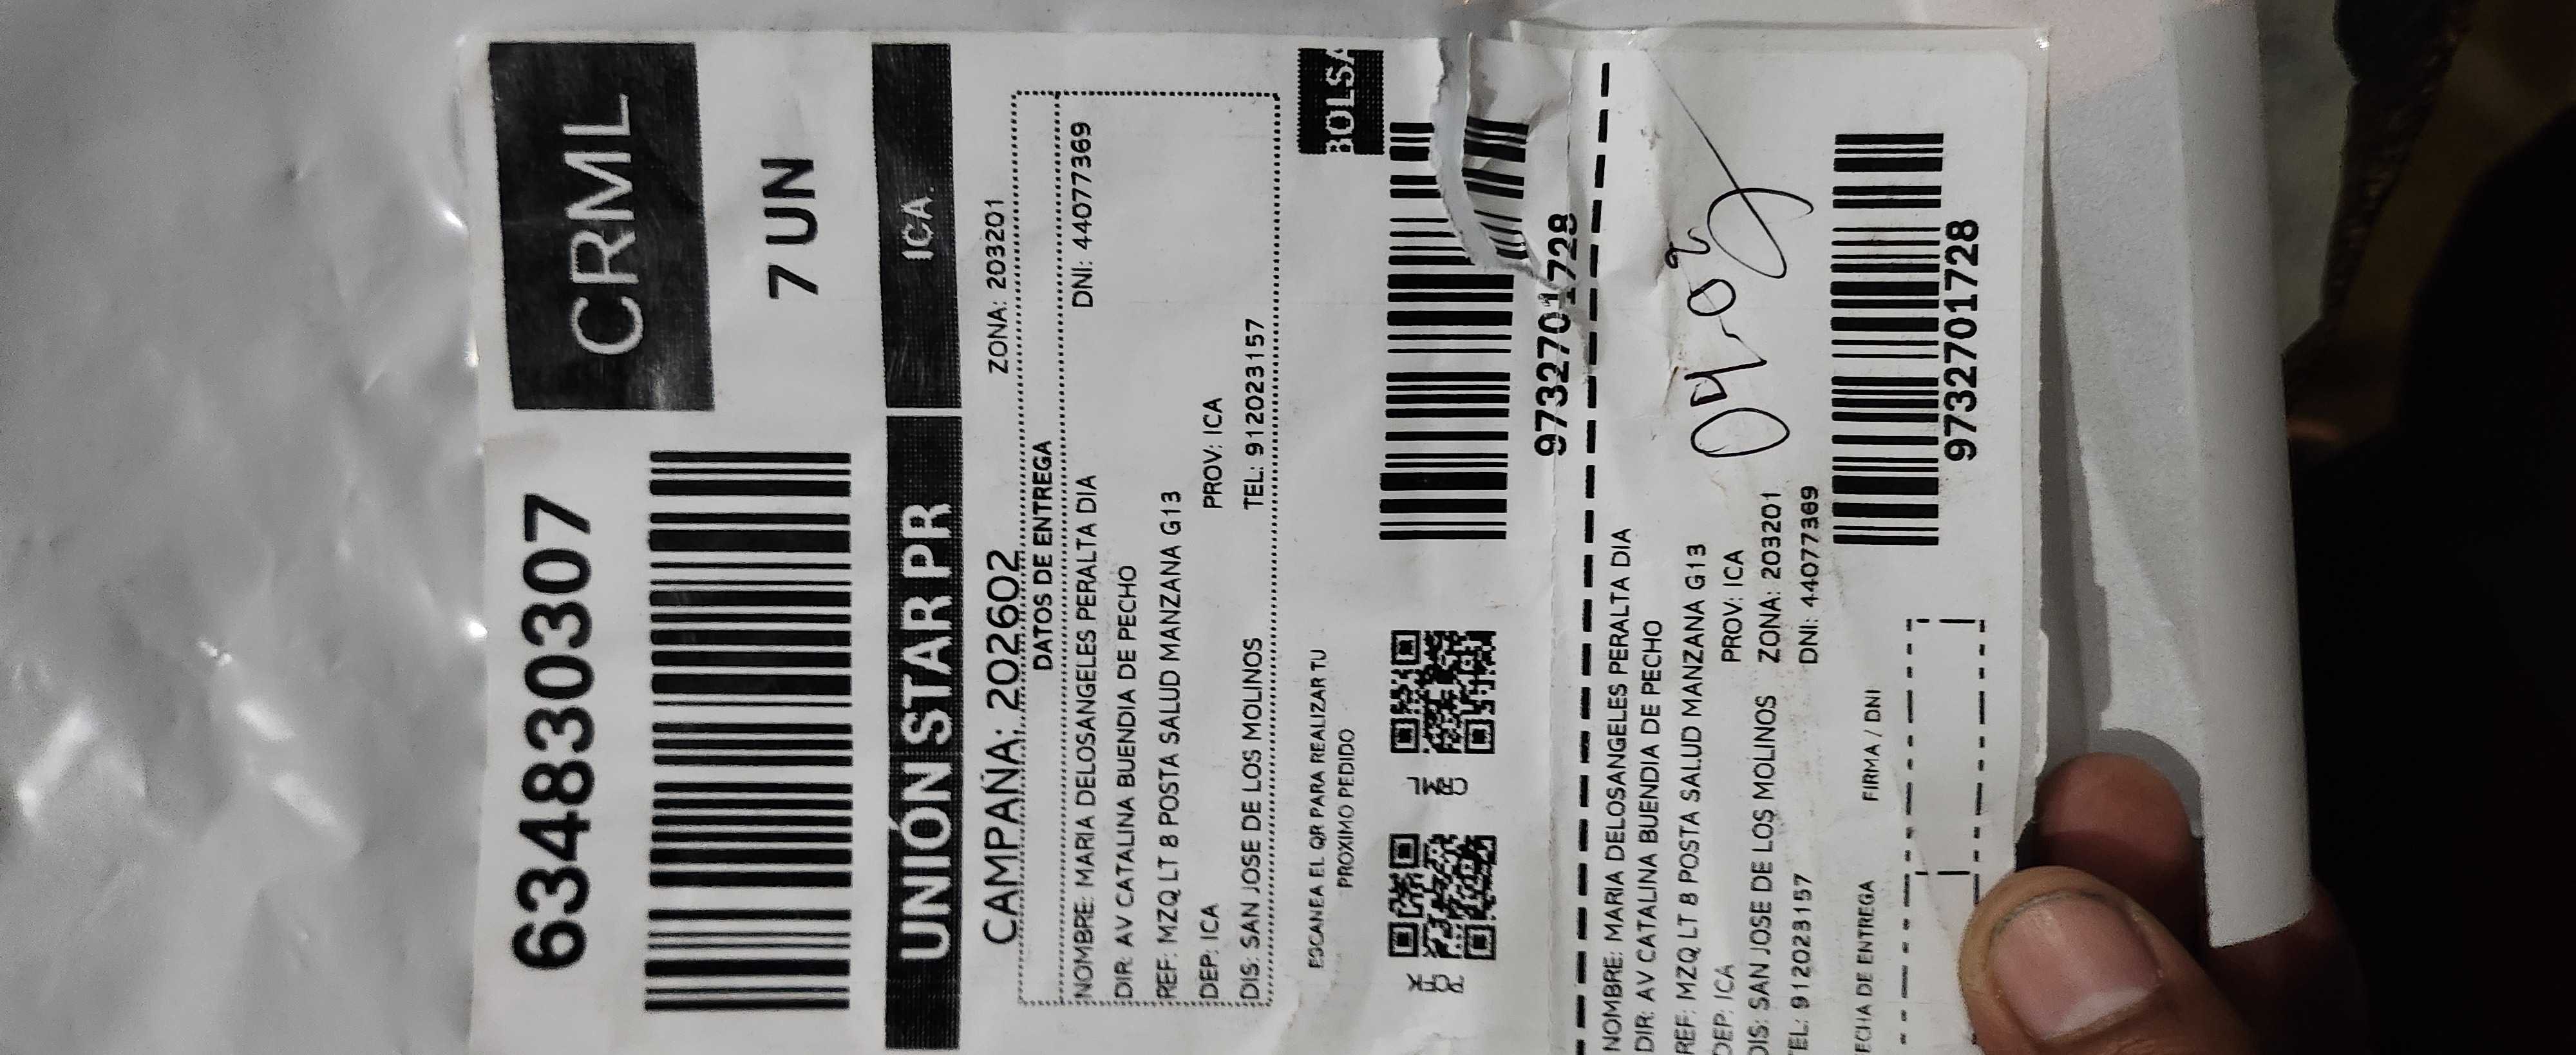 6348830307
CRML
7 UN
UNIÓN STAR PR
ICA.
CAMPAÑA: 202602
ZONA: 203201
DATOS DE ENTREGA
NOMBRE: MARIA DELOSANGELES PERALTA DIA
DNI: 44077369
DIR: AV CATALINA BUENDIA DE PECHO
REF: MZQ LT 8 POSTA SALUD MANZANA G13
DEP: ICA
PROV: ICA
DIS: SAN JOSE DE LOS MOLINOS
TEL: 912023157
ESCANEA EL QR PARA REALIZAR TU
PROXIMO PEDIDO
BOLSA
9732701728
NOMBRE: MARIA DELOSANGELES PERALTA DIA
DIR: AV CATALINA BUENDIA DE PECHO
REF: MZQ LT 8 POSTA SALUD MANZANA G13
DEP: ICA
PROV: ICA
DIS: SAN JOSE DE LOS MOLINOS
ZONA: 203201
TEL: 912023157
DNI: 44077369
ECHA DE ENTREGA
FIRMA / DNI
9732701728